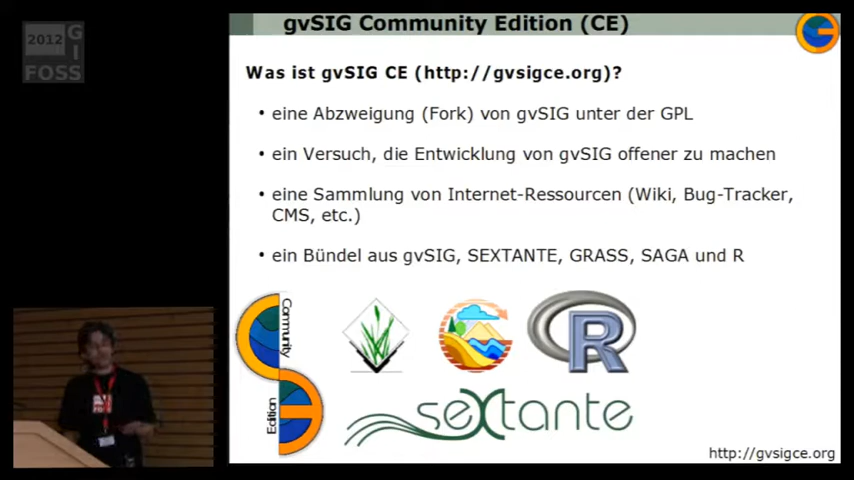 2012
GI
FOSS
gvSIG Community Edition (CE)
Was ist gvSIG CE (http://gvsigce.org)?
• eine Abzweigung (Fork) von gvSIG unter der GPL
• ein Versuch, die Entwicklung von gvSIG offener zu machen
• eine Sammlung von Internet-Ressourcen (Wiki, Bug-Tracker,
CMS, etc.)
• ein Bündel aus gvSIG, SEXTANTE, GRASS, SAGA und R
Community
Edition
R
sextante
http://gvsigce.org